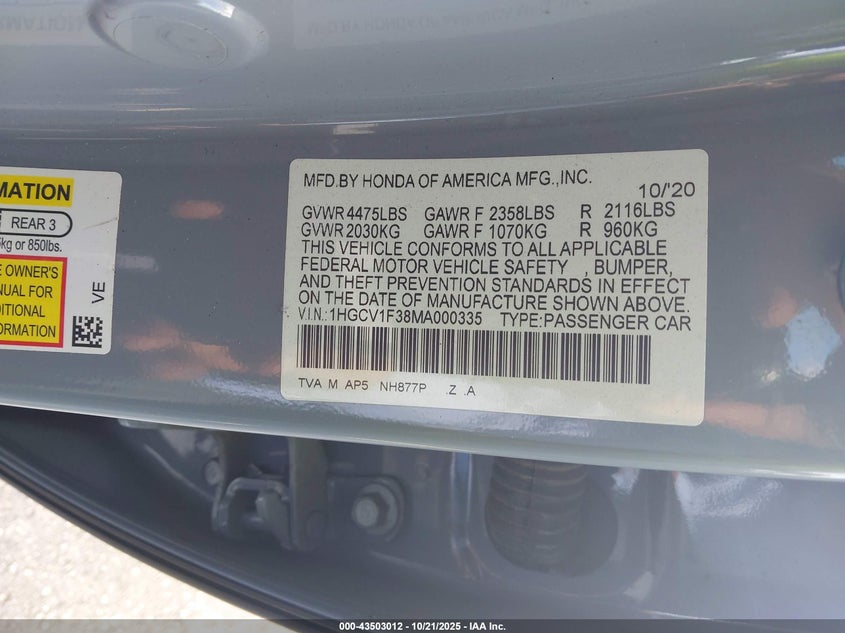 MATION
REAR 3
kg or 850lbs.
E OWNER'S
NUAL FOR
DITIONAL
FORMATION
VE
MFD.BY HONDA OF AMERICA MFG.,INC.
10/'20
GVWR 4475LBS GAWR F 2358LBS R 2116LBS
GVWR 2030KG GAWR F 1070KG R 960KG
THIS VEHICLE CONFORMS TO ALL APPLICABLE
FEDERAL MOTOR VEHICLE SAFETY , BUMPER,
AND THEFT PREVENTION STANDARDS IN EFFECT
ON THE DATE OF MANUFACTURE SHOWN ABOVE.
V.I.N.:1HGCV1F38MA000335 TYPE:PASSENGER CAR
TVA M AP5 NH877P .Z .A
000-43503012 • 10/21/2025 • IAA Inc.